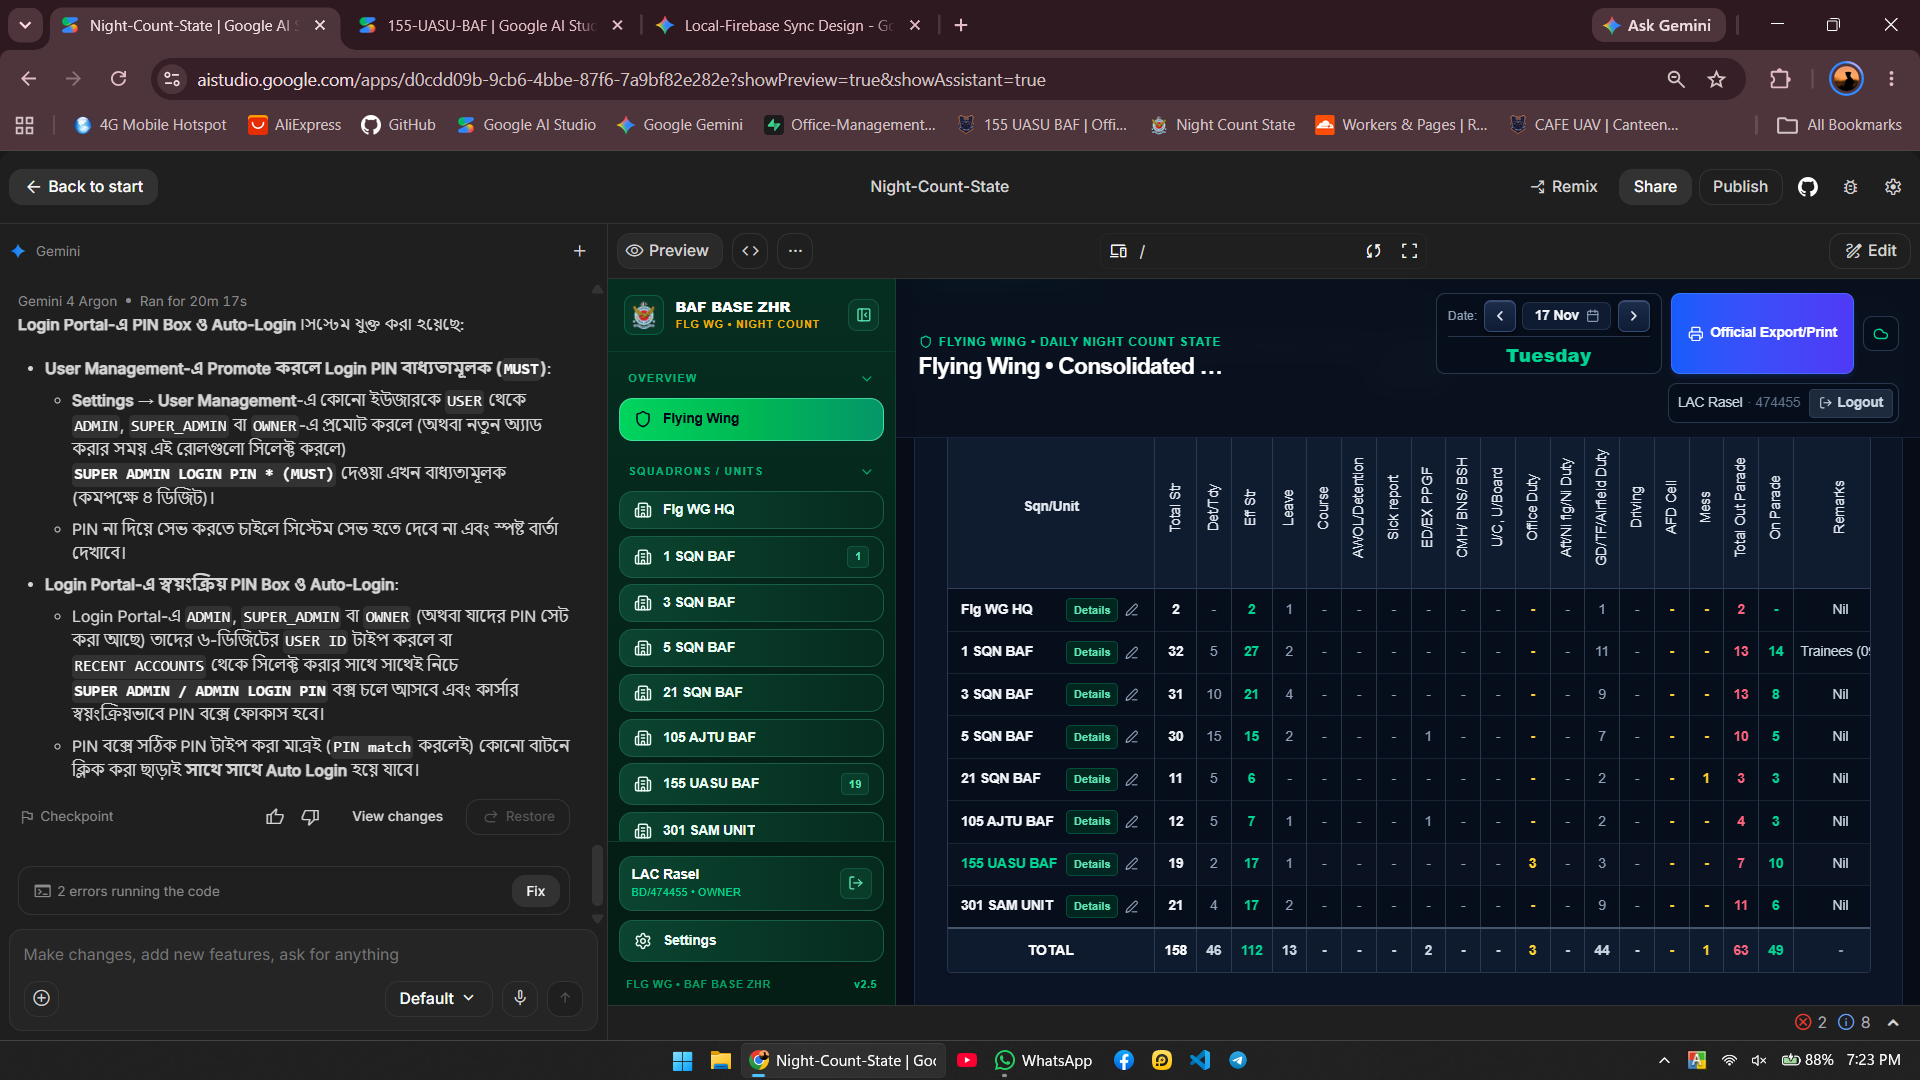 Night-Count-State | Google AI S
155-UASU-BAF | Google AI Stud
Local-Firebase Sync Design - Go
Ask Gemini
aistudio.google.com/apps/d0cdd09b-9cb6-4bbe-87f6-7a9bf82e282e?showPreview=true&showAssistant=true
4G Mobile Hotspot
AliExpress
GitHub
Google AI Studio
Google Gemini
Office-Management...
155 UASU BAF | Offi...
Night Count State
Workers & Pages | R...
CAFE UAV | Canteen...
All Bookmarks
Back to start
Night-Count-State
Remix
Share
Publish
Gemini
Preview
/
Edit
Gemini 4 Argon • Ran for 20m 17s
Login Portal-এ PIN Box ও Auto-Login সিস্টেম যুক্ত করা হয়েছে:
• User Management-এ Promote করলে Login PIN বাধ্যতামূলক (MUST):
Settings → User Management-এ কোনো ইউজারকে USER থেকে
ADMIN, SUPER_ADMIN বা OWNER-এ প্রমোট করলে (অথবা নতুন অ্যাড
করার সময় এই রোলগুলো সিলেক্ট করলে)
SUPER ADMIN LOGIN PIN * (MUST) দেওয়া এখন বাধ্যতামূলক
(কমপক্ষে ৪ ডিজিট)।
PIN না দিয়ে সেভ করতে চাইলে সিস্টেম সেভ হতে দেবে না এবং স্পষ্ট বার্তা
দেখাবে।
• Login Portal-এ স্বয়ংক্রিয় PIN Box ও Auto-Login:
Login Portal-এ ADMIN, SUPER_ADMIN বা OWNER (অথবা যাদের PIN সেট
করা আছে) তাদের ৬-ডিজিটের USER ID টাইপ করলে বা
RECENT ACCOUNTS থেকে সিলেক্ট করার সাথে সাথেই নিচে
SUPER ADMIN / ADMIN LOGIN PIN বক্স চলে আসবে এবং কার্সার
স্বয়ংক্রিয়ভাবে PIN বক্সে ফোকাস হবে।
PIN বক্সে সঠিক PIN টাইপ করা মাত্রই (PIN match করলেই) কোনো বাটনে
ক্লিক করা ছাড়াই সাথে সাথে Auto Login হয়ে যাবে।
Checkpoint
View changes
Restore
2 errors running the code
Fix
Make changes, add new features, ask for anything
Default
BAF BASE ZHR
FLG WG • NIGHT COUNT
OVERVIEW
Flying Wing
SQUADRONS / UNITS
Flg WG HQ
1 SQN BAF 1
3 SQN BAF
5 SQN BAF
21 SQN BAF
105 AJTU BAF
155 UASU BAF 19
301 SAM UNIT
LAC Rasel
BD/474455 • OWNER
Settings
FLG WG • BAF BASE ZHR v2.5
FLYING WING • DAILY NIGHT COUNT STATE
Flying Wing • Consolidated ...
Date: 17 Nov
Tuesday
Official Export/Print
LAC Rasel · 474455 Logout
Sqn/Unit Total Str Det/Tdy Eff Str Leave Course AWOL/Detention Sick report ED/EX PPGF CMH/ BNS/ BSH U/C, U/Board Office Duty Aft/Ni flg/Ni Duty GD/TF/Airfield Duty Driving AFD Cell Mess Total Out Parade On Parade Remarks
Flg WG HQ Details 2 - 2 1 - - - - - - - - 1 - - - 2 - Nil
1 SQN BAF Details 32 5 27 2 - - - - - - - - 11 - - - 13 14 Trainees (09
3 SQN BAF Details 31 10 21 4 - - - - - - - - 9 - - - 13 8 Nil
5 SQN BAF Details 30 15 15 2 - - - 1 - - - - 7 - - - 10 5 Nil
21 SQN BAF Details 11 5 6 - - - - - - - - - 2 - - 1 3 3 Nil
105 AJTU BAF Details 12 5 7 1 - - - 1 - - - - 2 - - - 4 3 Nil
155 UASU BAF Details 19 2 17 1 - - - - - - 3 - 3 - - - 7 10 Nil
301 SAM UNIT Details 21 4 17 2 - - - - - - - - 9 - - - 11 6 Nil
TOTAL 158 46 112 13 - - - 2 - - 3 - 44 - - 1 63 49 -
2 8
Night-Count-State | Goo
WhatsApp
88%
7:23 PM